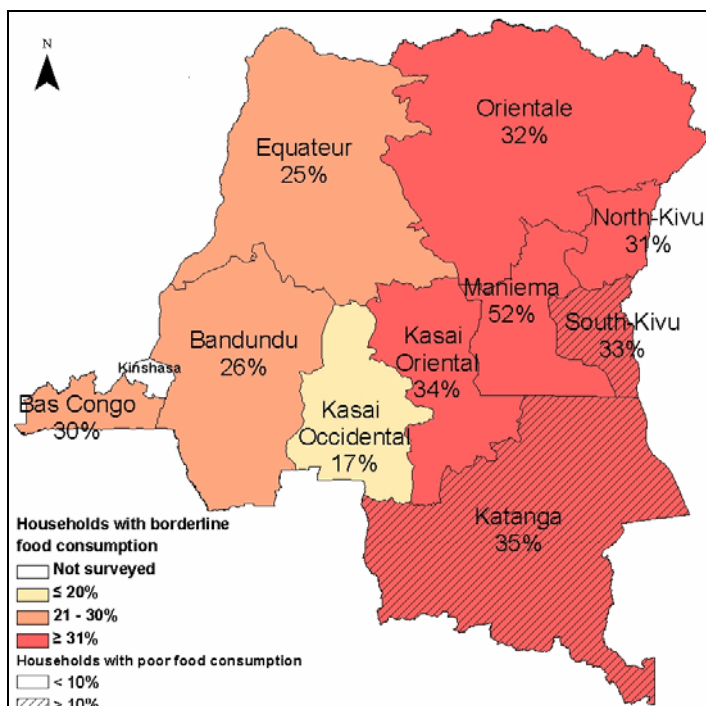 N
Orientale
32%
Equateur
25%
North-Kivu
31%
Maniema
52%
South-Kivu
33%
Kasai
Oriental
34%
Bandundu
26%
Kinshasa
Bas Congo
30%
Kasai
Occidental
17%
Katanga
35%
Households with borderline
food consumption
Not surveyed
≤ 20%
21 - 30%
≥ 31%
Households with poor food consumption
< 10%
> 10%